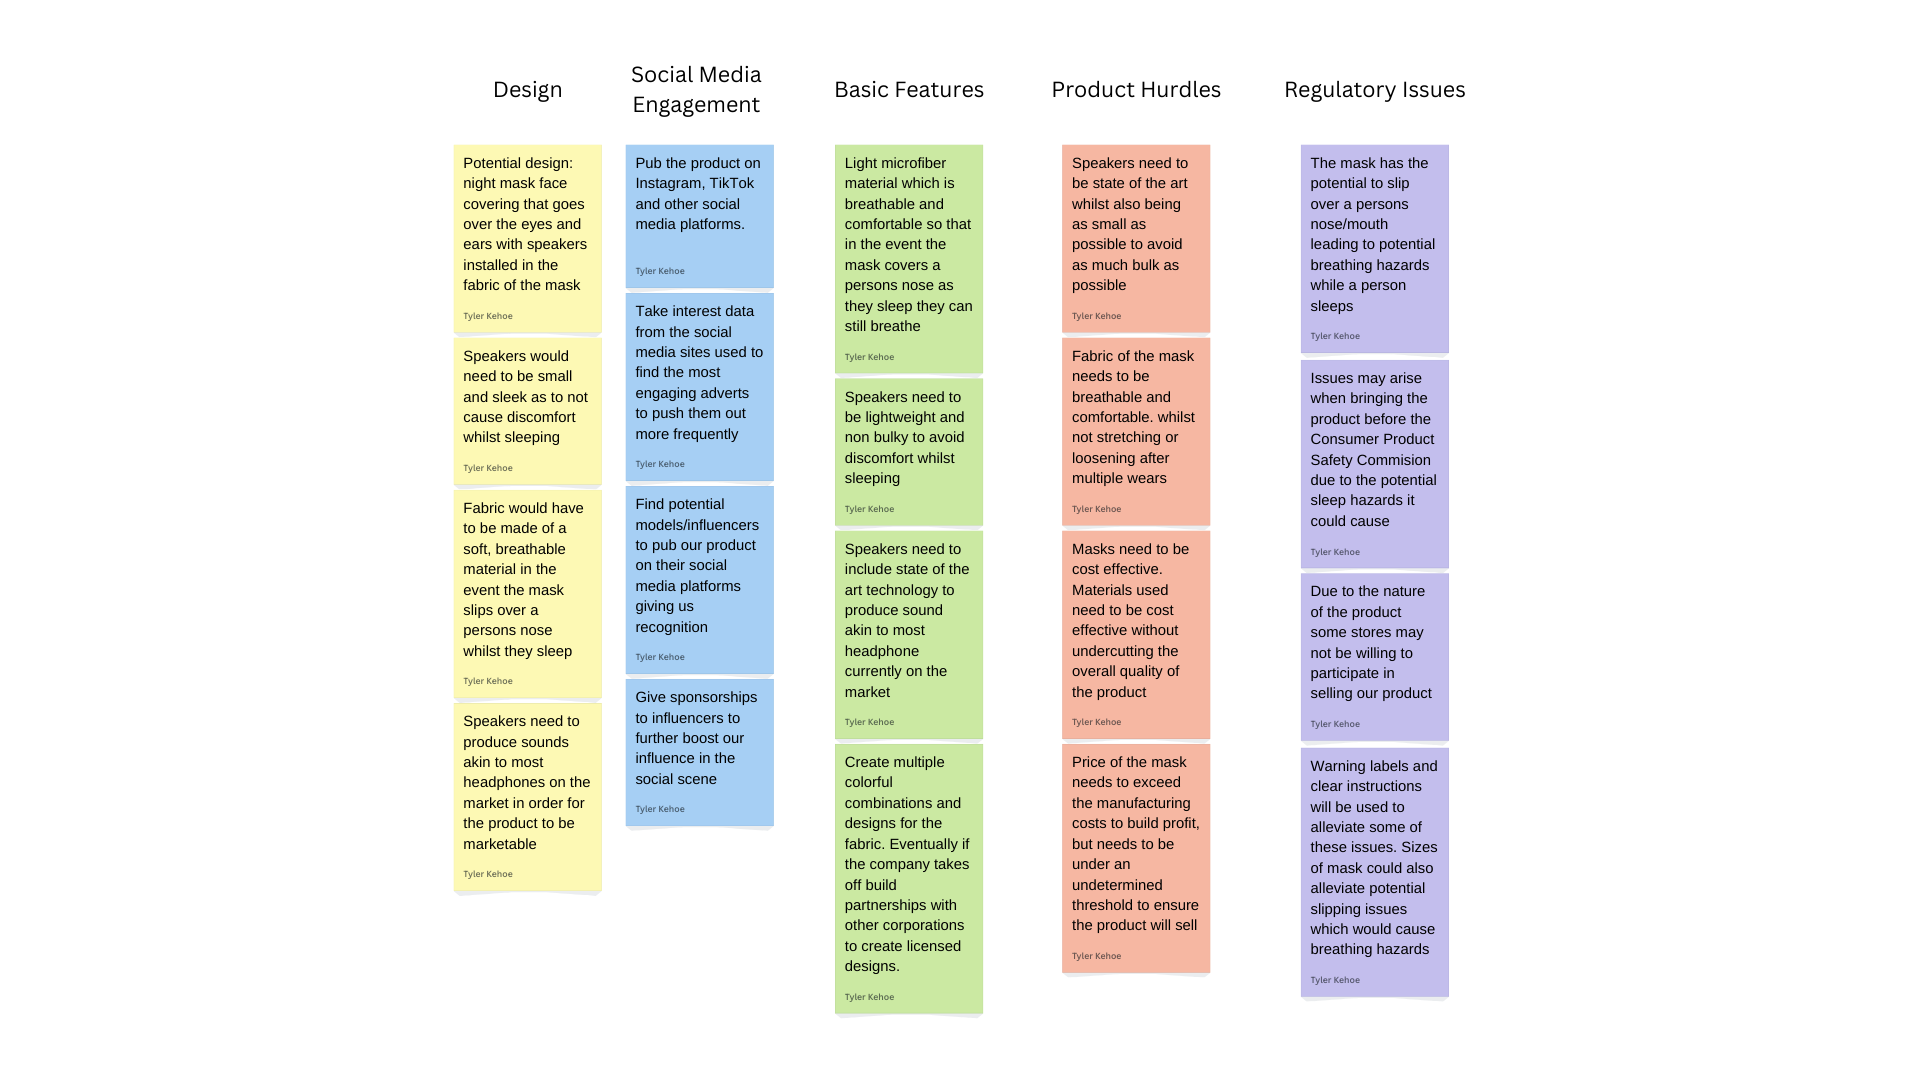 Design
Potential design:
night mask face
covering that goes
over the eyes and
ears with speakers
installed in the
fabric of the mask
Tyler Kehoe
Speakers would
need to be small
and sleek as to not
cause discomfort
whilst sleeping
Tyler Kehoe
Fabric would have
to be made of a
soft, breathable
material in the
event the mask
slips over a
persons nose
whilst they sleep
Tyler Kehoe
Speakers need to
produce sounds
akin to most
headphones on the
market in order for
the product to be
marketable
Tyler Kehoe
Social Media
Engagement
Pub the product on
Instagram, TikTok
and other social
media platforms.
Tyler Kehoe
Take interest data
from the social
media sites used to
find the most
engaging adverts
to push them out
more frequently
Tyler Kehoe
Find potential
models/influencers
to pub our product
on their social
media platforms
giving us
recognition
Tyler Kehoe
Give sponsorships
to influencers to
further boost our
influence in the
social scene
Tyler Kehoe
Basic Features
Light microfiber
material which is
breathable and
comfortable so that
in the event the
mask covers a
persons nose as
they sleep they can
still breathe
Tyler Kehoe
Speakers need to
be lightweight and
non bulky to avoid
discomfort whilst
sleeping
Tyler Kehoe
Speakers need to
include state of the
art technology to
produce sound
akin to most
headphone
currently on the
market
Tyler Kehoe
Create multiple
colorful
combinations and
designs for the
fabric. Eventually if
the company takes
off build
partnerships with
other corporations
to create licensed
designs.
Tyler Kehoe
Product Hurdles
Speakers need to
be state of the art
whilst also being
as small as
possible to avoid
as much bulk as
possible
Tyler Kehoe
Fabric of the mask
needs to be
breathable and
comfortable. whilst
not stretching or
loosening after
multiple wears
Tyler Kehoe
Masks need to be
cost effective.
Materials used
need to be cost
effective without
undercutting the
overall quality of
the product
Tyler Kehoe
Price of the mask
needs to exceed
the manufacturing
costs to build profit,
but needs to be
under an
undetermined
threshold to ensure
the product will sell
Tyler Kehoe
Regulatory Issues
The mask has the
potential to slip
over a persons
nose/mouth
leading to potential
breathing hazards
while a person
sleeps
Tyler Kehoe
Issues may arise
when bringing the
product before the
Consumer Product
Safety Commision
due to the potential
sleep hazards it
could cause
Tyler Kehoe
Due to the nature
of the product
some stores may
not be willing to
participate in
selling our product
Tyler Kehoe
Warning labels and
clear instructions
will be used to
alleviate some of
these issues. Sizes
of mask could also
alleviate potential
slipping issues
which would cause
breathing hazards
Tyler Kehoe